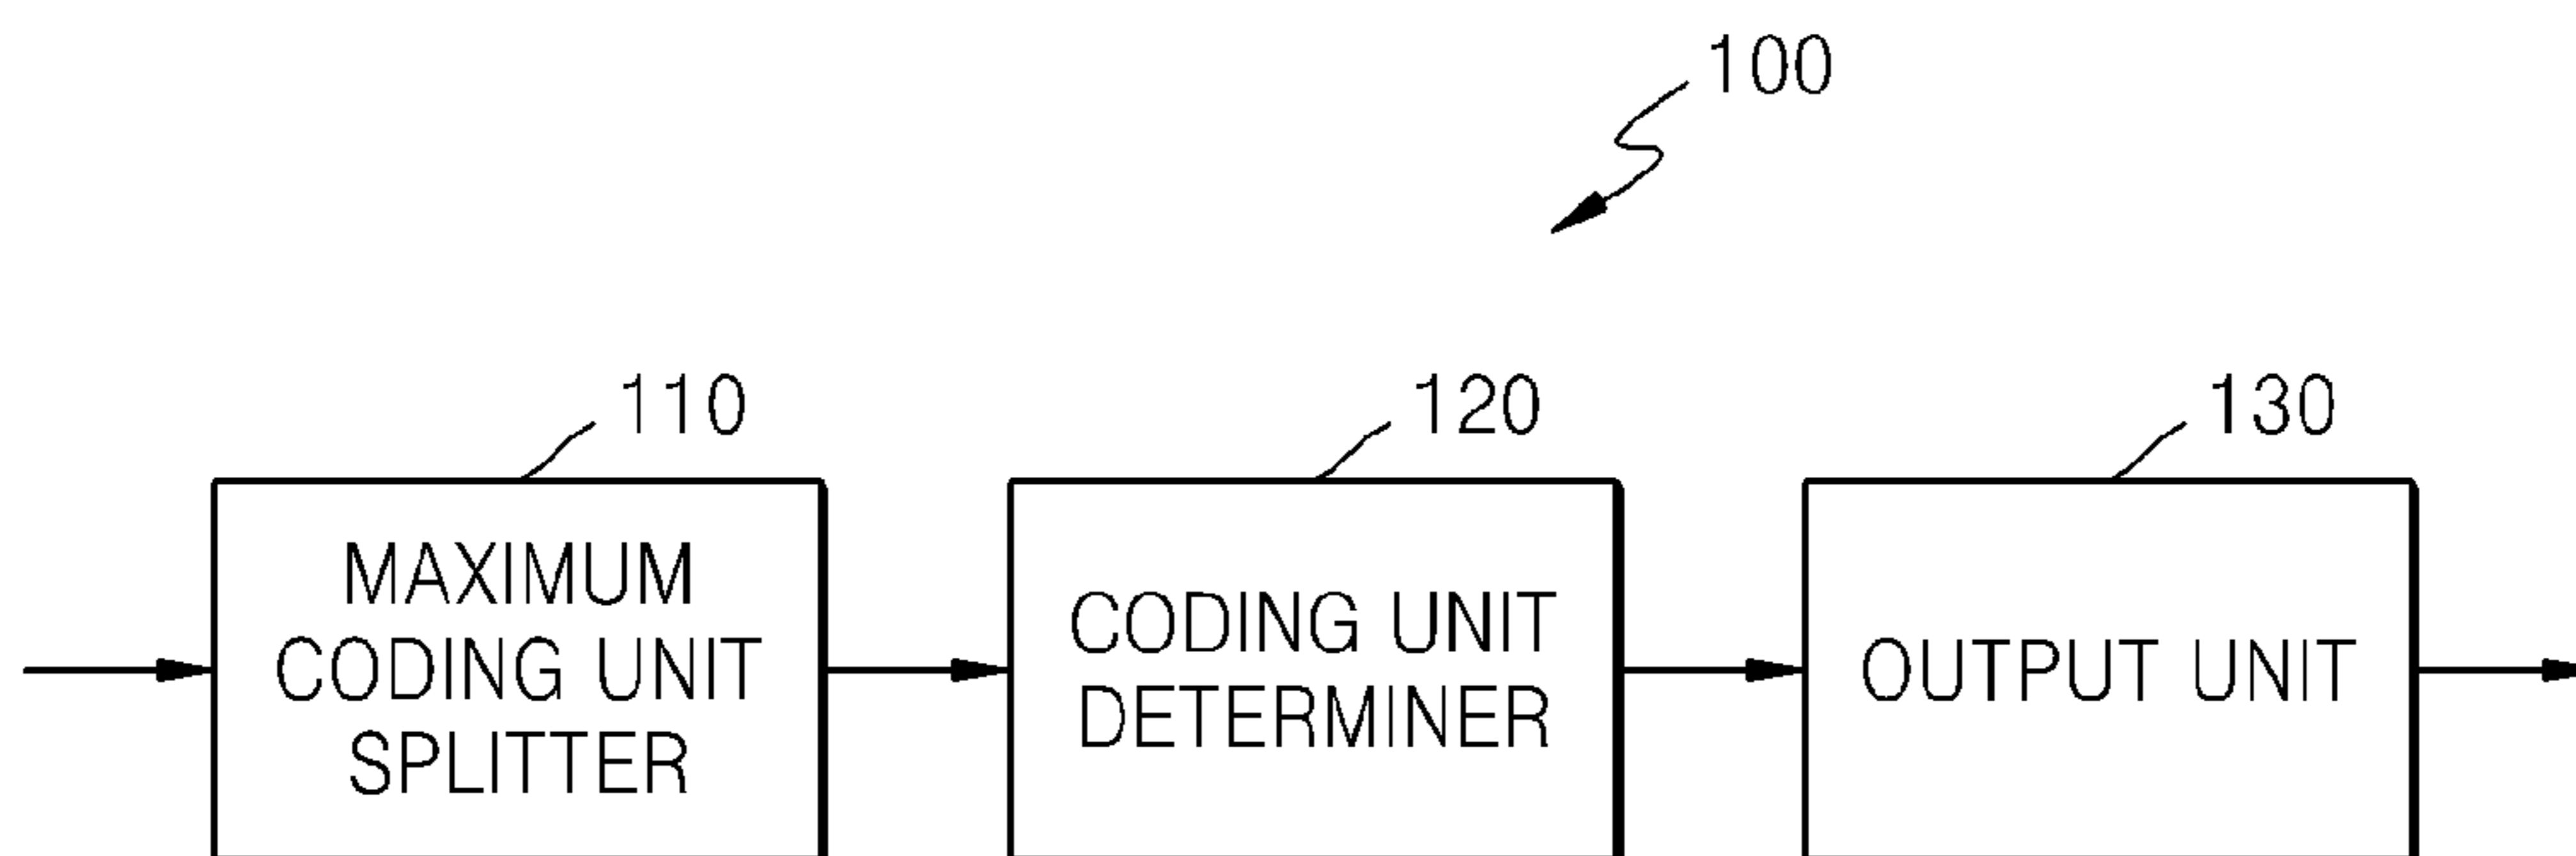 100
110
120
130
MAXIMUM
CODING UNIT
SPLITTER
CODING UNIT
DETERMINER
OUTPUT UNIT